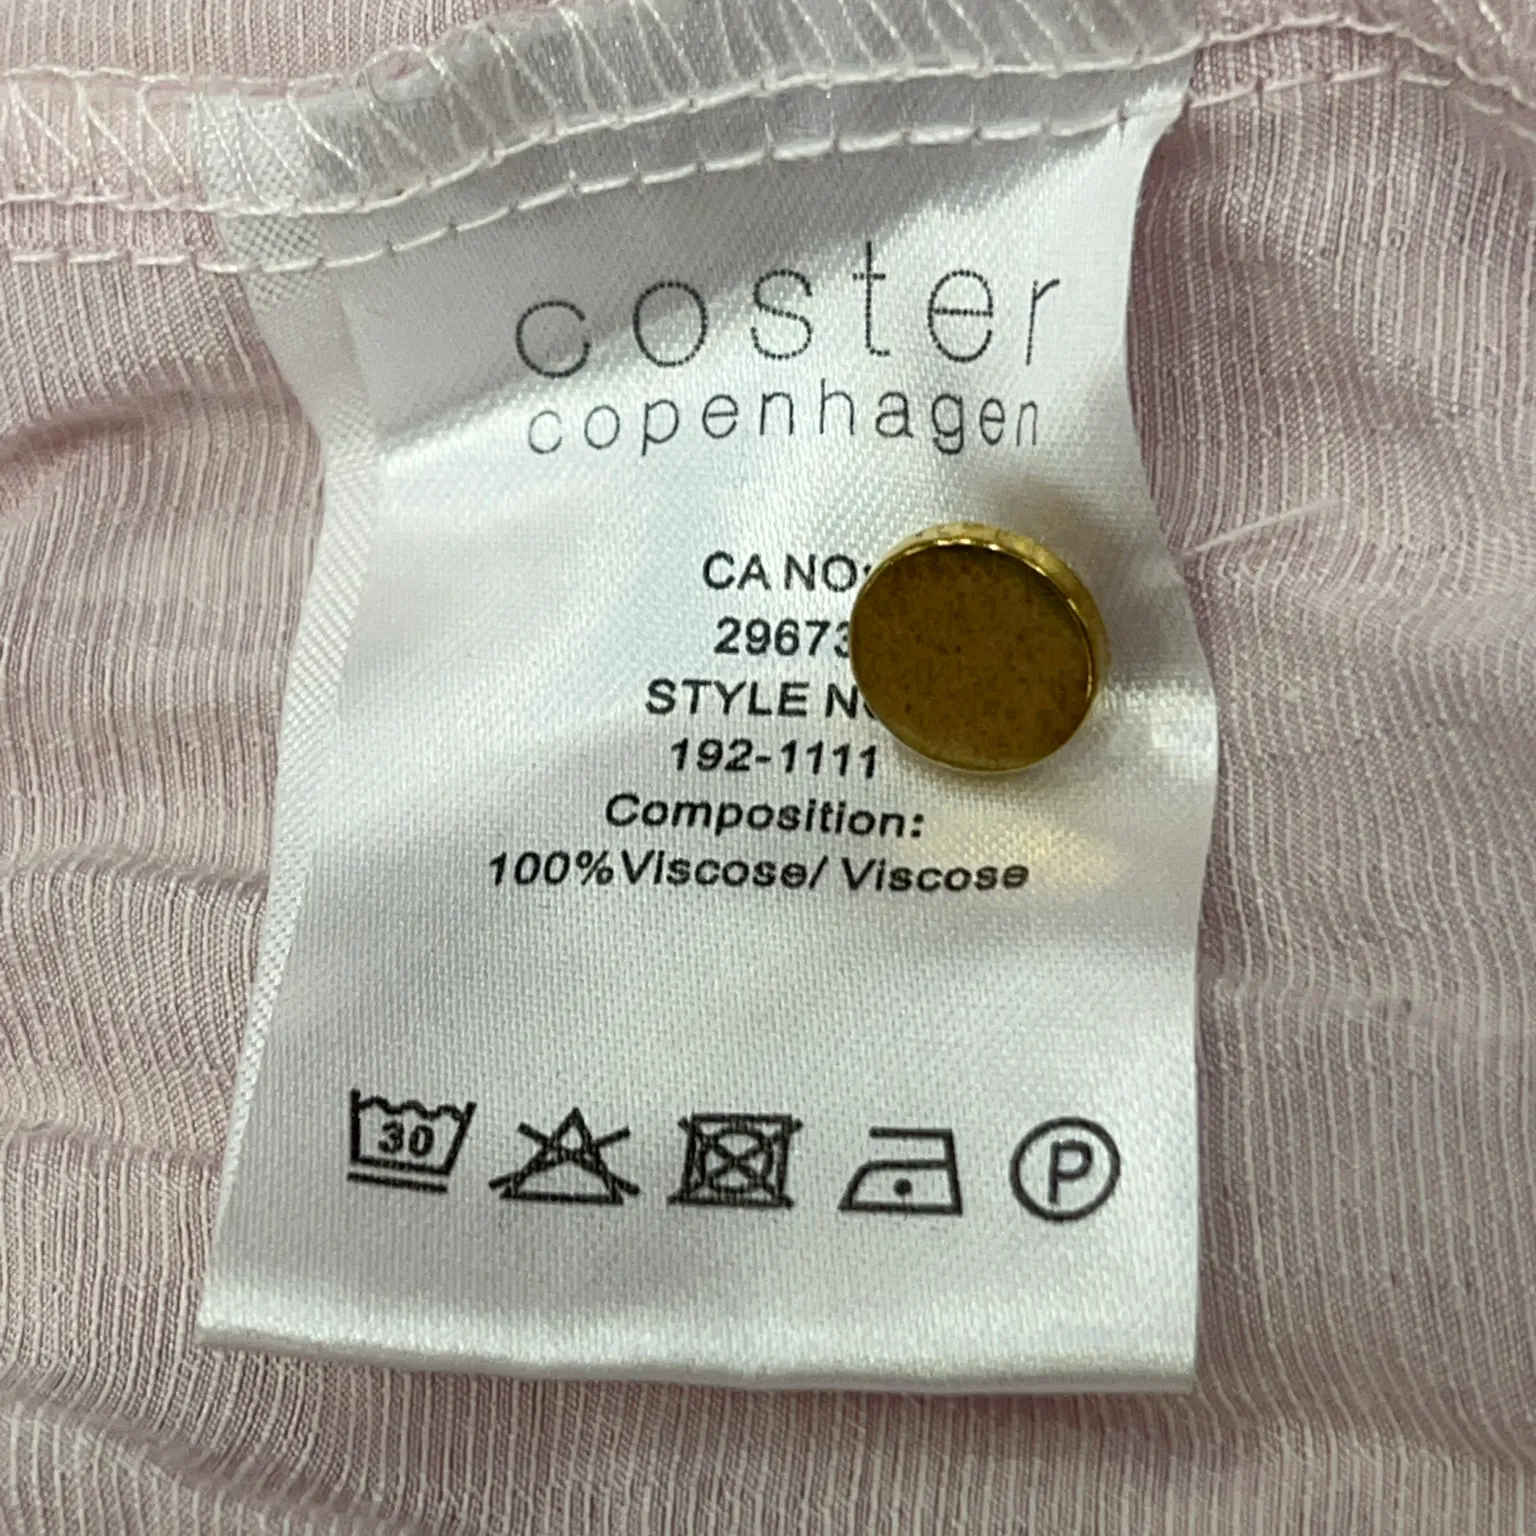 coster
copenhagen
CA NO:
29673
STYLE
192-1111
Composition:
100%Viscose/ Viscose
30
P